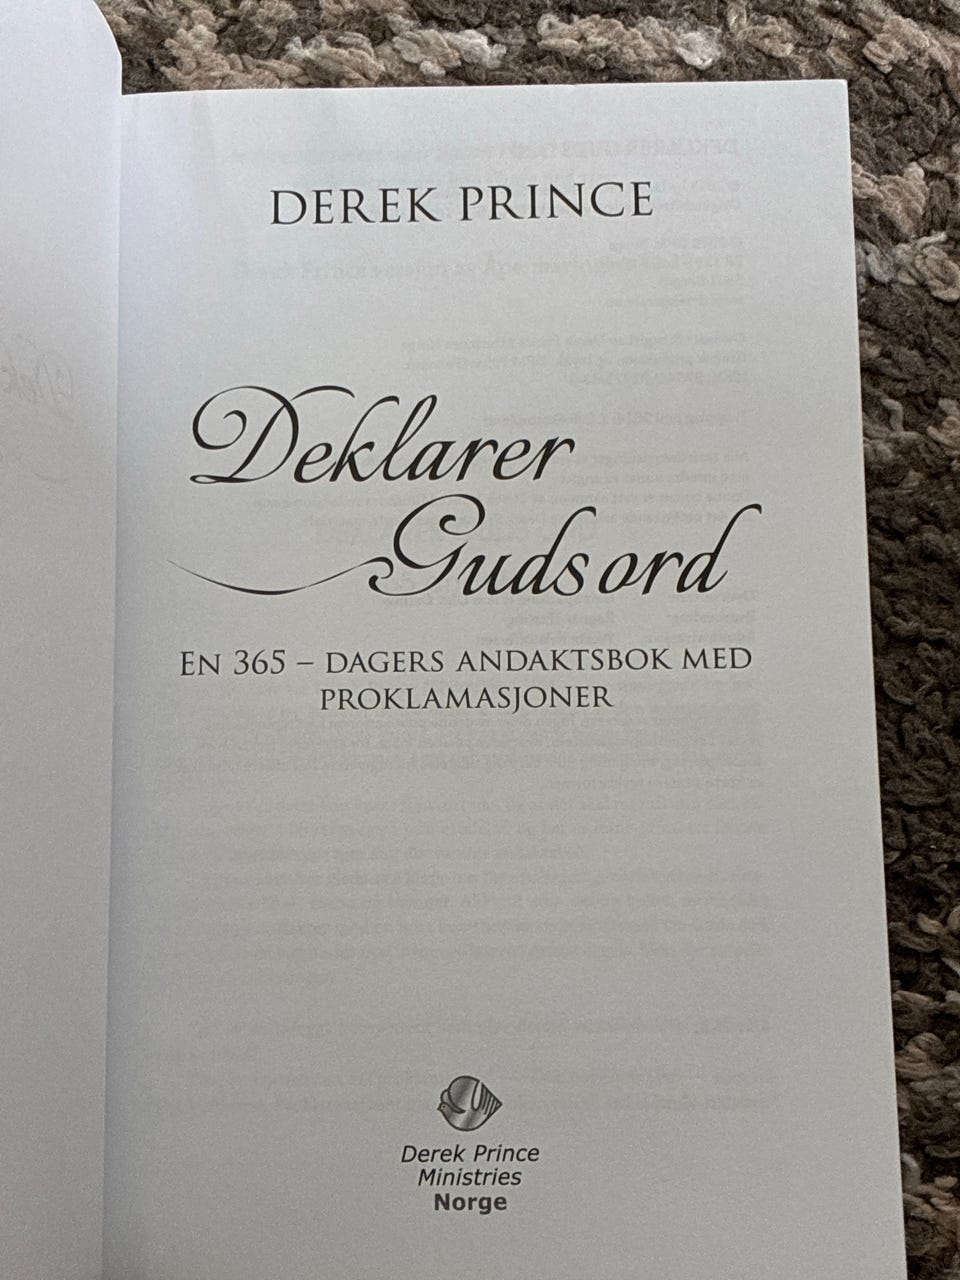 DEREK PRINCE
Deklarer
Guds ord
EN 365 – DAGERS ANDAKTSBOK MED
PROKLAMASJONER
Derek Prince
Ministries
Norge